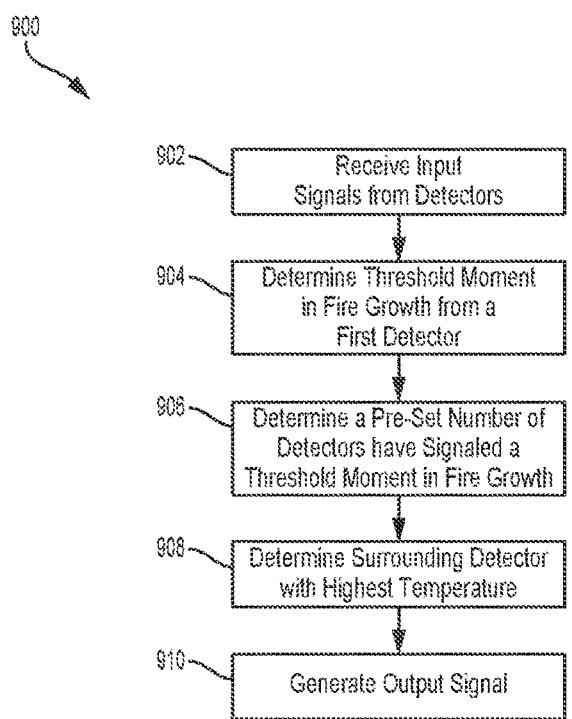 900
902
Receive Input
Signals from Detectors
904
Determine Threshold Moment
in Fire Growth from a
First Detector
906
Determine a Pre-Set Number of
Detectors have Signaled a
Threshold Moment in Fire Growth
908
Determine Surrounding Detector
with Highest Temperature
910
Generate Output Signal